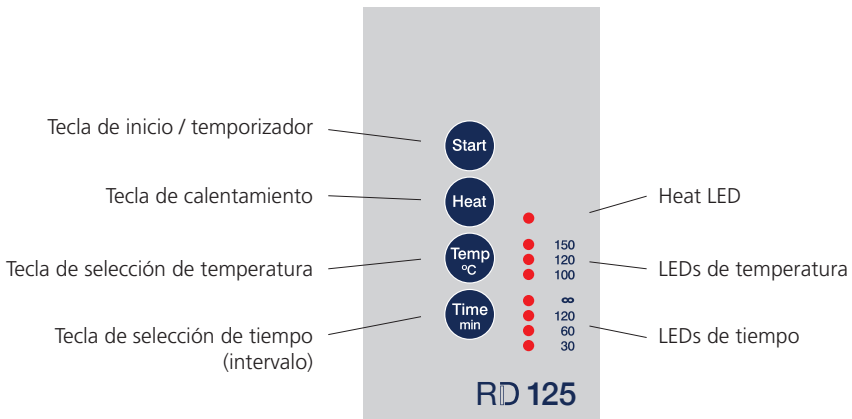 Tecla de inicio / temporizador
Start
Tecla de calentamiento
Heat
Heat LED
Tecla de selección de temperatura
Temp
ºC
150
120
100
LEDs de temperatura
Tecla de selección de tiempo
(intervalo)
Time
min
∞
120
60
30
LEDs de tiempo
RD 125